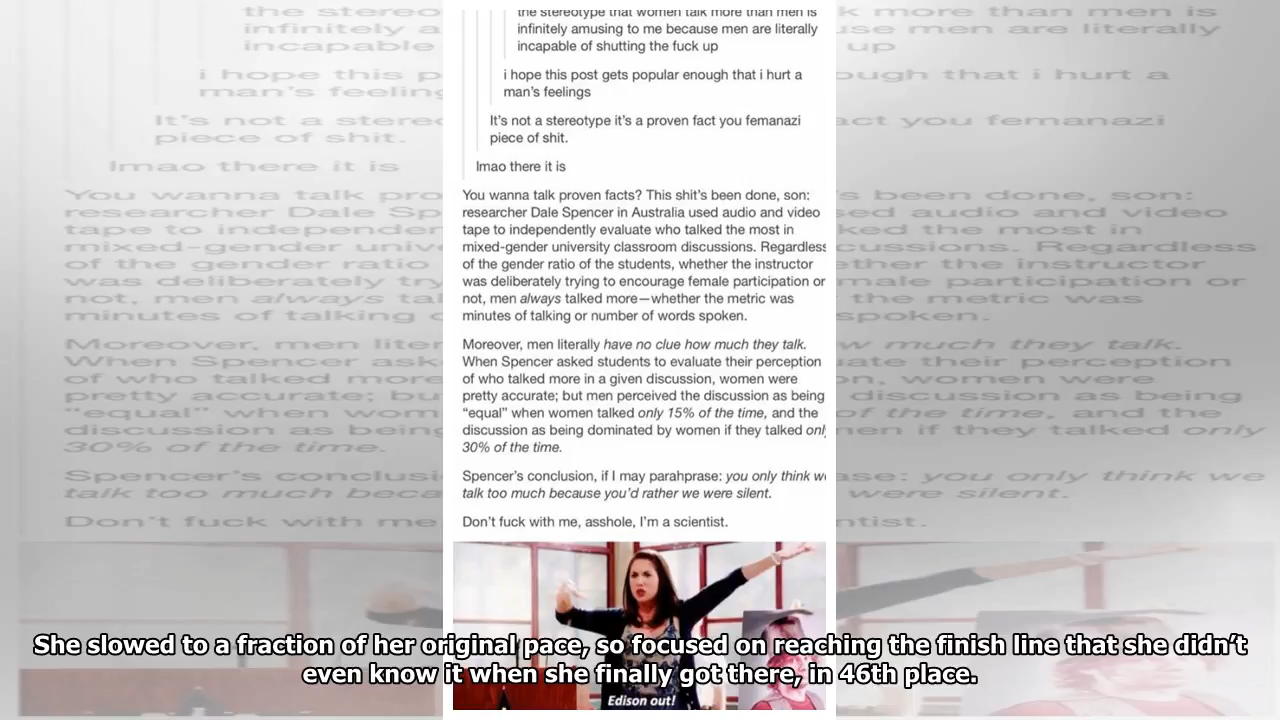 the stereotype that women talk more than men is
infinitely amusing to me because men are literally
incapable of shutting the fuck up
i hope this post gets popular enough that i hurt a
man's feelings
It's not a stereotype it's a proven fact you femanazi
piece of shit.
lmao there it is
You wanna talk proven facts? This shit's been done, son:
researcher Dale Spencer in Australia used audio and video
tape to independently evaluate who talked the most in
mixed-gender university classroom discussions. Regardless
of the gender ratio of the students, whether the instructor
was deliberately trying to encourage female participation or
not, men always talked more—whether the metric was
minutes of talking or number of words spoken.
Moreover, men literally have no clue how much they talk.
When Spencer asked students to evaluate their perception
of who talked more in a given discussion, women were
pretty accurate; but men perceived the discussion as being
"equal" when women talked only 15% of the time, and the
discussion as being dominated by women if they talked only
30% of the time.
Spencer's conclusion, if I may parahprase: you only think we
talk too much because you'd rather we were silent.
Don't fuck with me, asshole, I'm a scientist.
She slowed to a fraction of her original pace, so focused on reaching the finish line that she didn't
even know it when she finally got there, in 46th place.
Edison out!